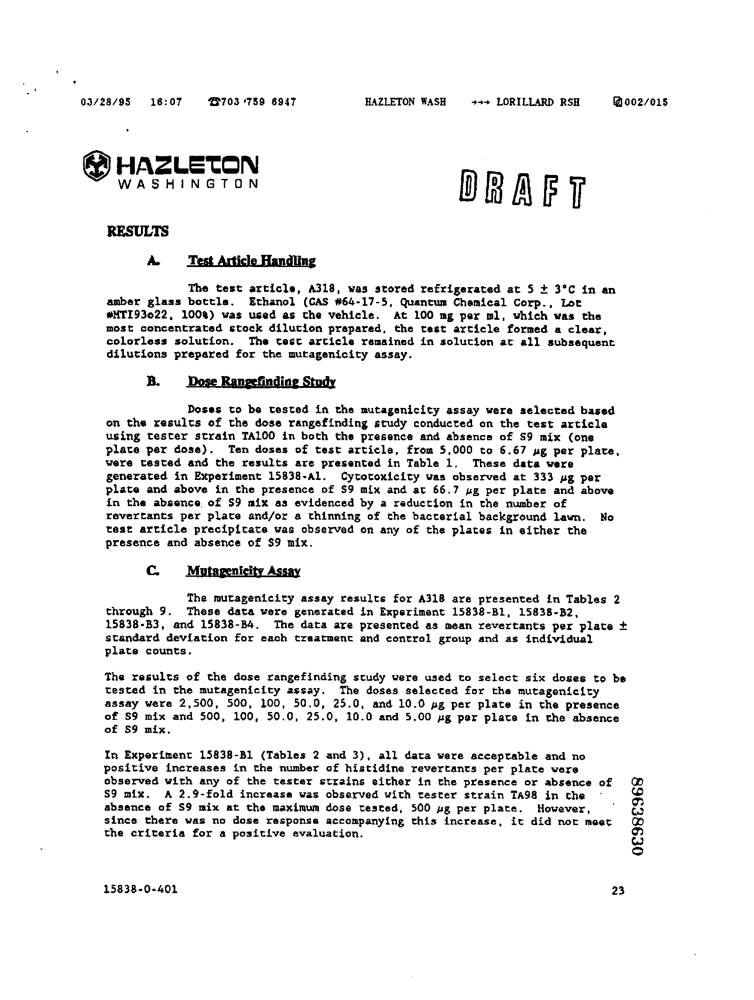 03/28/95 16:07 ☎703 759 6947 HAZLETON WASH →→→ LORILLARD RSH 002/015
HAZLETON
WASHINGTON
DRAFT
RESULTS
A. Test Article Handling
The test article, A318, was stored refrigerated at 5 ± 3°C in an
amber glass bottle. Ethanol (CAS #64-17-5, Quantum Chemical Corp., Lot
#MTI93o22, 100%) was used as the vehicle. At 100 mg per ml, which was the
most concentrated stock dilution prepared, the test article formed a clear,
colorless solution. The test article remained in solution at all subsequent
dilutions prepared for the mutagenicity assay.
B. Dose Rangefinding Study
Doses to be tested in the mutagenicity assay were selected based
on the results of the dose rangefinding study conducted on the test article
using tester strain TA100 in both the presence and absence of S9 mix (one
plate per dose). Ten doses of test article, from 5,000 to 6.67 µg per plate,
were tested and the results are presented in Table 1. These data were
generated in Experiment 15838-A1. Cytotoxicity was observed at 333 µg per
plate and above in the presence of S9 mix and at 66.7 µg per plate and above
in the absence of S9 mix as evidenced by a reduction in the number of
revertants per plate and/or a thinning of the bacterial background lawn. No
test article precipitate was observed on any of the plates in either the
presence and absence of S9 mix.
C. Mutagenicity Assay
The mutagenicity assay results for A318 are presented in Tables 2
through 9. These data were generated in Experiment 15838-B1, 15838-B2,
15838-B3, and 15838-B4. The data are presented as mean revertants per plate ±
standard deviation for each treatment and control group and as individual
plate counts.
The results of the dose rangefinding study were used to select six doses to be
tested in the mutagenicity assay. The doses selected for the mutagenicity
assay were 2,500, 500, 100, 50.0, 25.0, and 10.0 µg per plate in the presence
of S9 mix and 500, 100, 50.0, 25.0, 10.0 and 5.00 µg per plate in the absence
of S9 mix.
In Experiment 15838-B1 (Tables 2 and 3), all data were acceptable and no
positive increases in the number of histidine revertants per plate were
observed with any of the tester strains either in the presence or absence of
S9 mix. A 2.9-fold increase was observed with tester strain TA98 in the
absence of S9 mix at the maximum dose tested, 500 µg per plate. However,
since there was no dose response accompanying this increase, it did not meet
the criteria for a positive evaluation.
89638630
15838-0-401 23